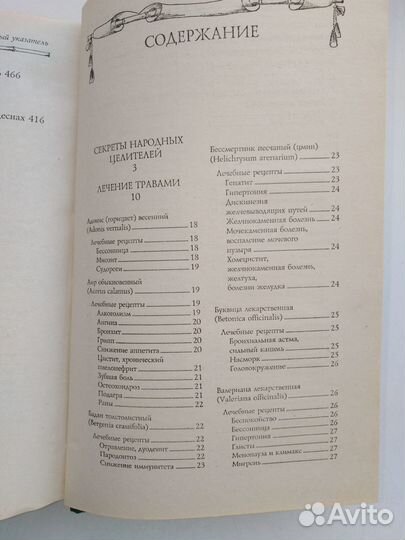 ый указатель
466
деснах 416
СОДЕРЖАНИЕ
СЕКРЕТЫ НАРОДНЫХ
ЦЕЛИТЕЛЕЙ
3
ЛЕЧЕНИЕ ТРАВАМИ
10
Адонис (горицвет) весенний
(Adonis vernalis) 18
Лечебные рецепты 18
Бессонница 18
Миозит 18
Судороги 19
Аир обыкновенный
(Acorus calamus) 19
Лечебные рецепты 19
Алкоголизм 19
Ангина 20
Бронхит 20
Грипп 20
Снижение аппетита 20
Цистит, хронический
пиелонефрит 21
Зубная боль 21
Остеохондроз 21
Подагра 21
Раны 22
Бадан толстолистный
(Bergenia crassifolia) 22
Лечебные рецепты 22
Отравление, дуоденит 22
Пародонтоз 22
Снижение иммунитета 23
Бессмертник песчаный (цмин)
(Helichryzum arenarium) 23
Лечебные рецепты 23
Гепатит 23
Гипертония 24
Дискинезия
желчевыводящих путей 24
Желчнокаменная болезнь 24
Мочекаменная болезнь,
воспаление мочевого
пузыря 24
Холецистит,
желчнокаменная болезнь,
желтуха,
болезни желудка 24
Буквица лекарственная
(Betonica officinalis) 25
Лечебные рецепты 25
Бронхиальная астма,
сильный кашель 25
Насморк 25
Головокружение 25
Валериана лекарственная
(Valeriana officinalis) 26
Лечебные рецепты 26
Беспокойство 26
Бессонница 26
Гипертония 26
Глисты 27
Менопауза и климакс 27
Мигрень 27
Avito